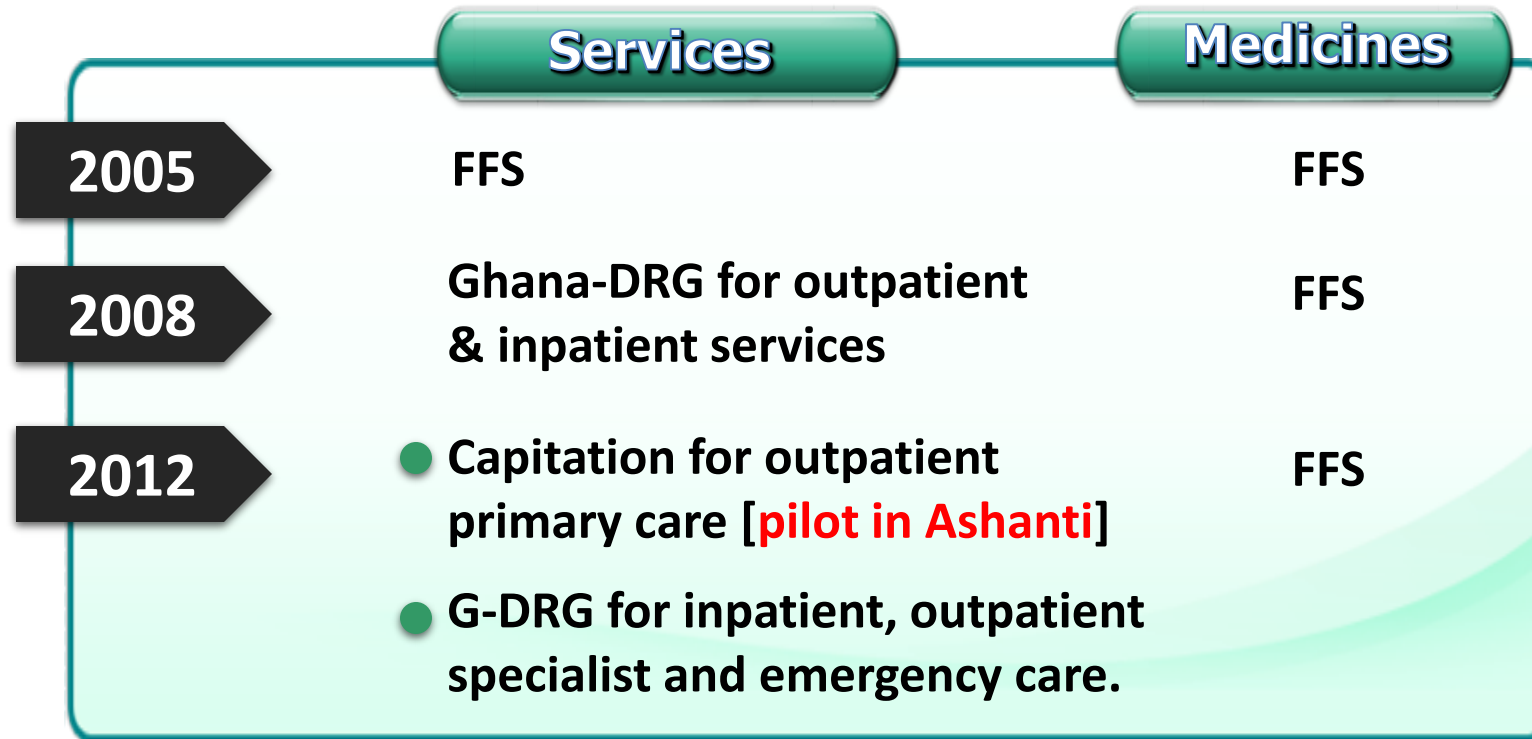 Services
Medicines
2005
FFS
FFS
2008
Ghana-DRG for outpatient
& inpatient services
FFS
2012
Capitation for outpatient
primary care [pilot in Ashanti]
FFS
G-DRG for inpatient, outpatient
specialist and emergency care.